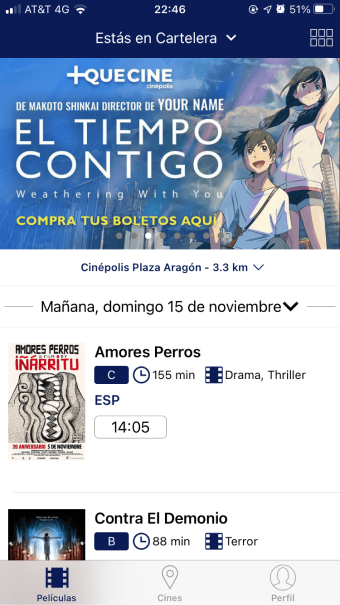 AT&T 4G 22:46 51%
Estás en Cartelera
+QUECINE
cinépolis
DE MAKOTO SHINKAI DIRECTOR DE YOUR NAME
EL TIEMPO
CONTIGO
Weathering With You
COMPRA TUS BOLETOS AQUÍ
Cinépolis Plaza Aragón - 3.3 km
Mañana, domingo 15 de noviembre
AMORES PERROS
IÑÁRRITU
20 ANIVERSARIO 5 DE NOVIEMBRE
Amores Perros
C 155 min Drama, Thriller
ESP
14:05
Contra El Demonio
B 88 min Terror
Películas Cines Perfil